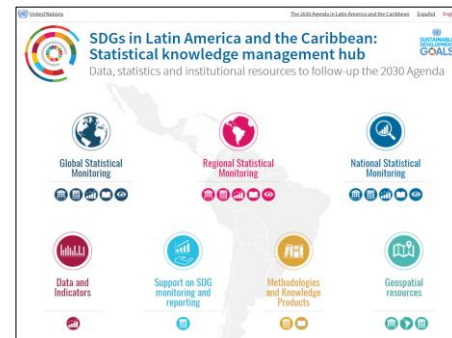 United Nations
The 2030 Agenda in Latin America and the Caribbean Español Engl
SDGs in Latin America and the Caribbean:
Statistical knowledge management hub
Data, statistics and institutional resources to follow-up the 2030 Agenda
SUSTAINABLE
DEVELOPMENT
GOALS
Global Statistical
Monitoring
Regional Statistical
Monitoring
National Statistical
Monitoring
Data and
Indicators
Support on SDG
monitoring and
reporting
Methodologies
and Knowledge
Products
Geospatial
resources